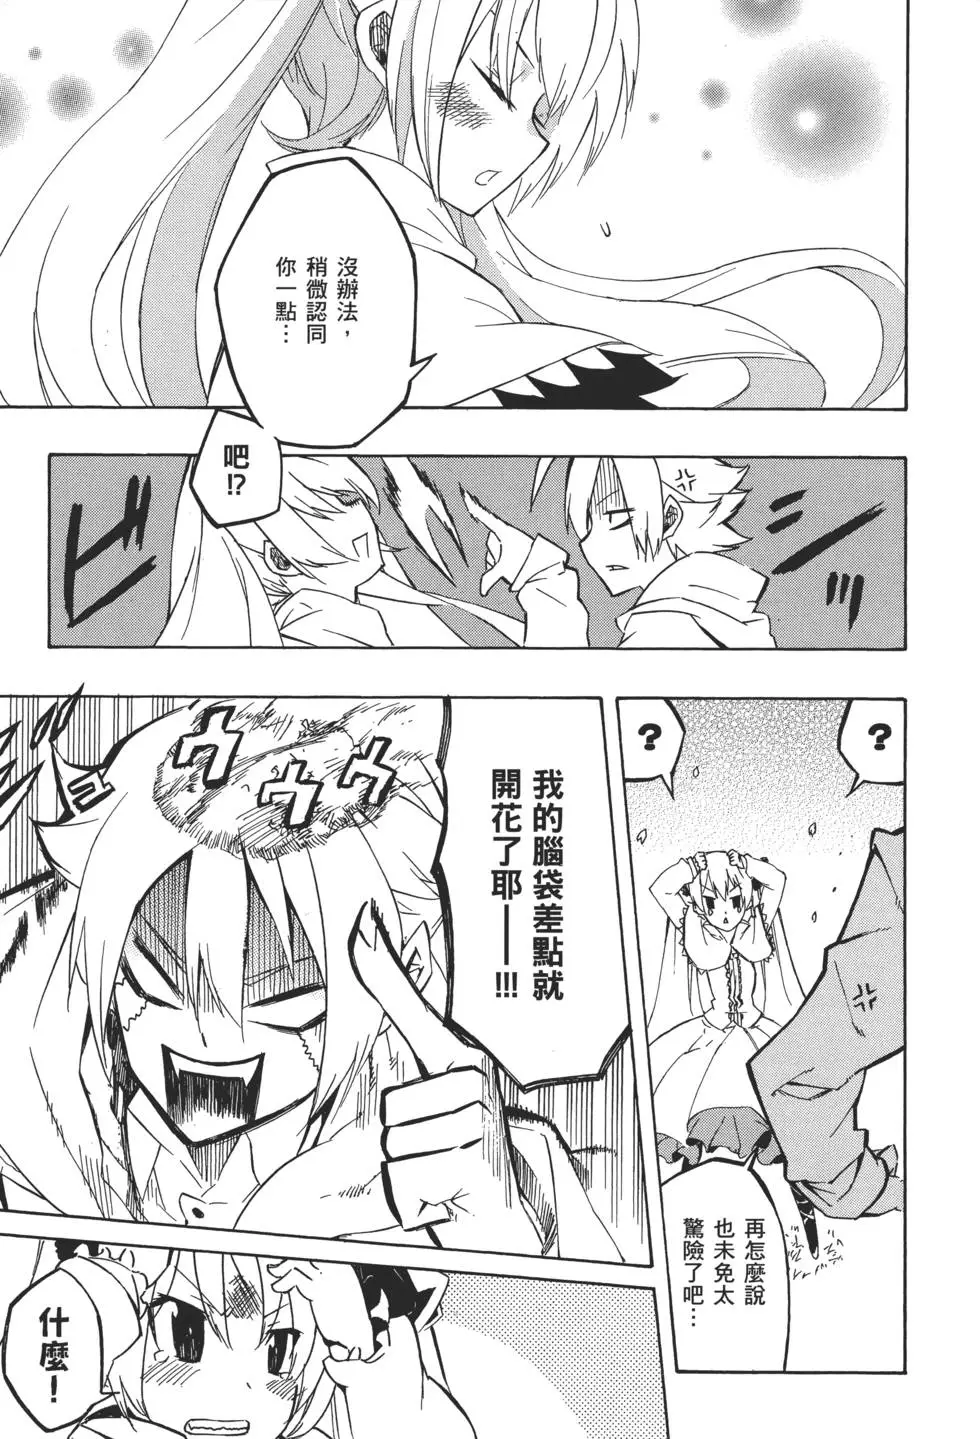 沒辦法，
稍微認同
你一點…
吧!?
シッ
ビ
？
？
再怎麼說
也未免太
驚險了吧…
我的腦袋差點就
開花了耶——!!!
ウ
ウ
ウ
什麼！